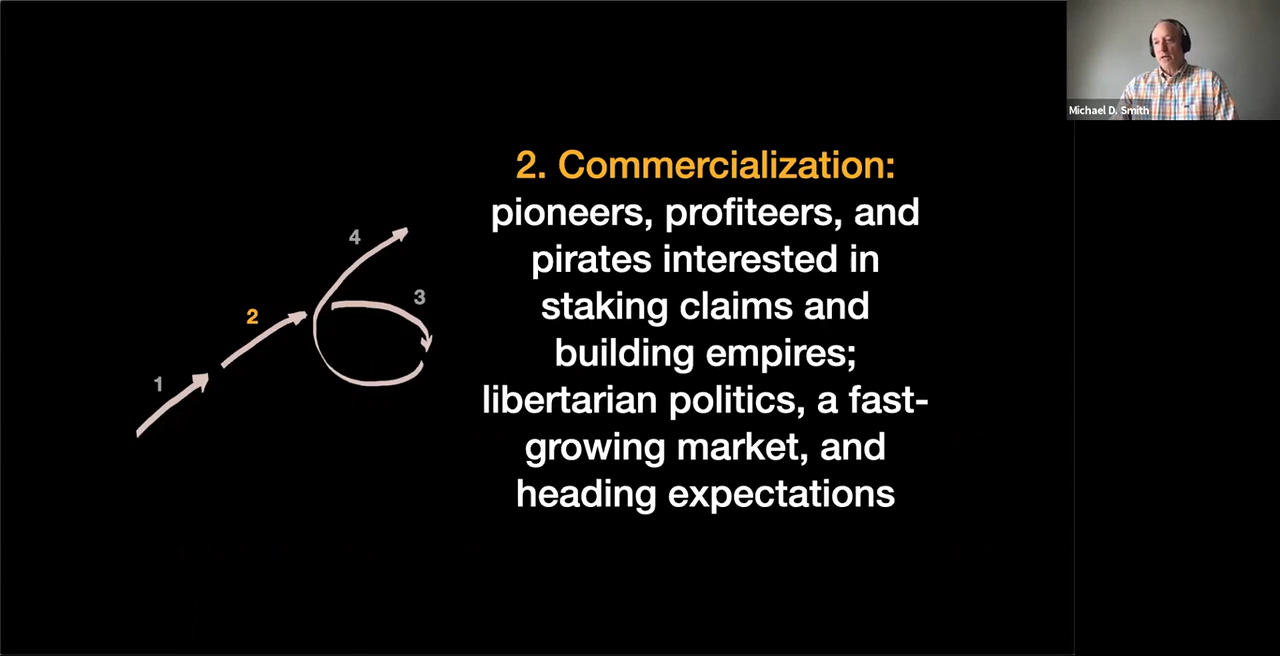 Michael D. Smith
2. Commercialization:
pioneers, profiteers, and
pirates interested in
staking claims and
building empires;
libertarian politics, a fast-
growing market, and
heading expectations
4
3
2
1